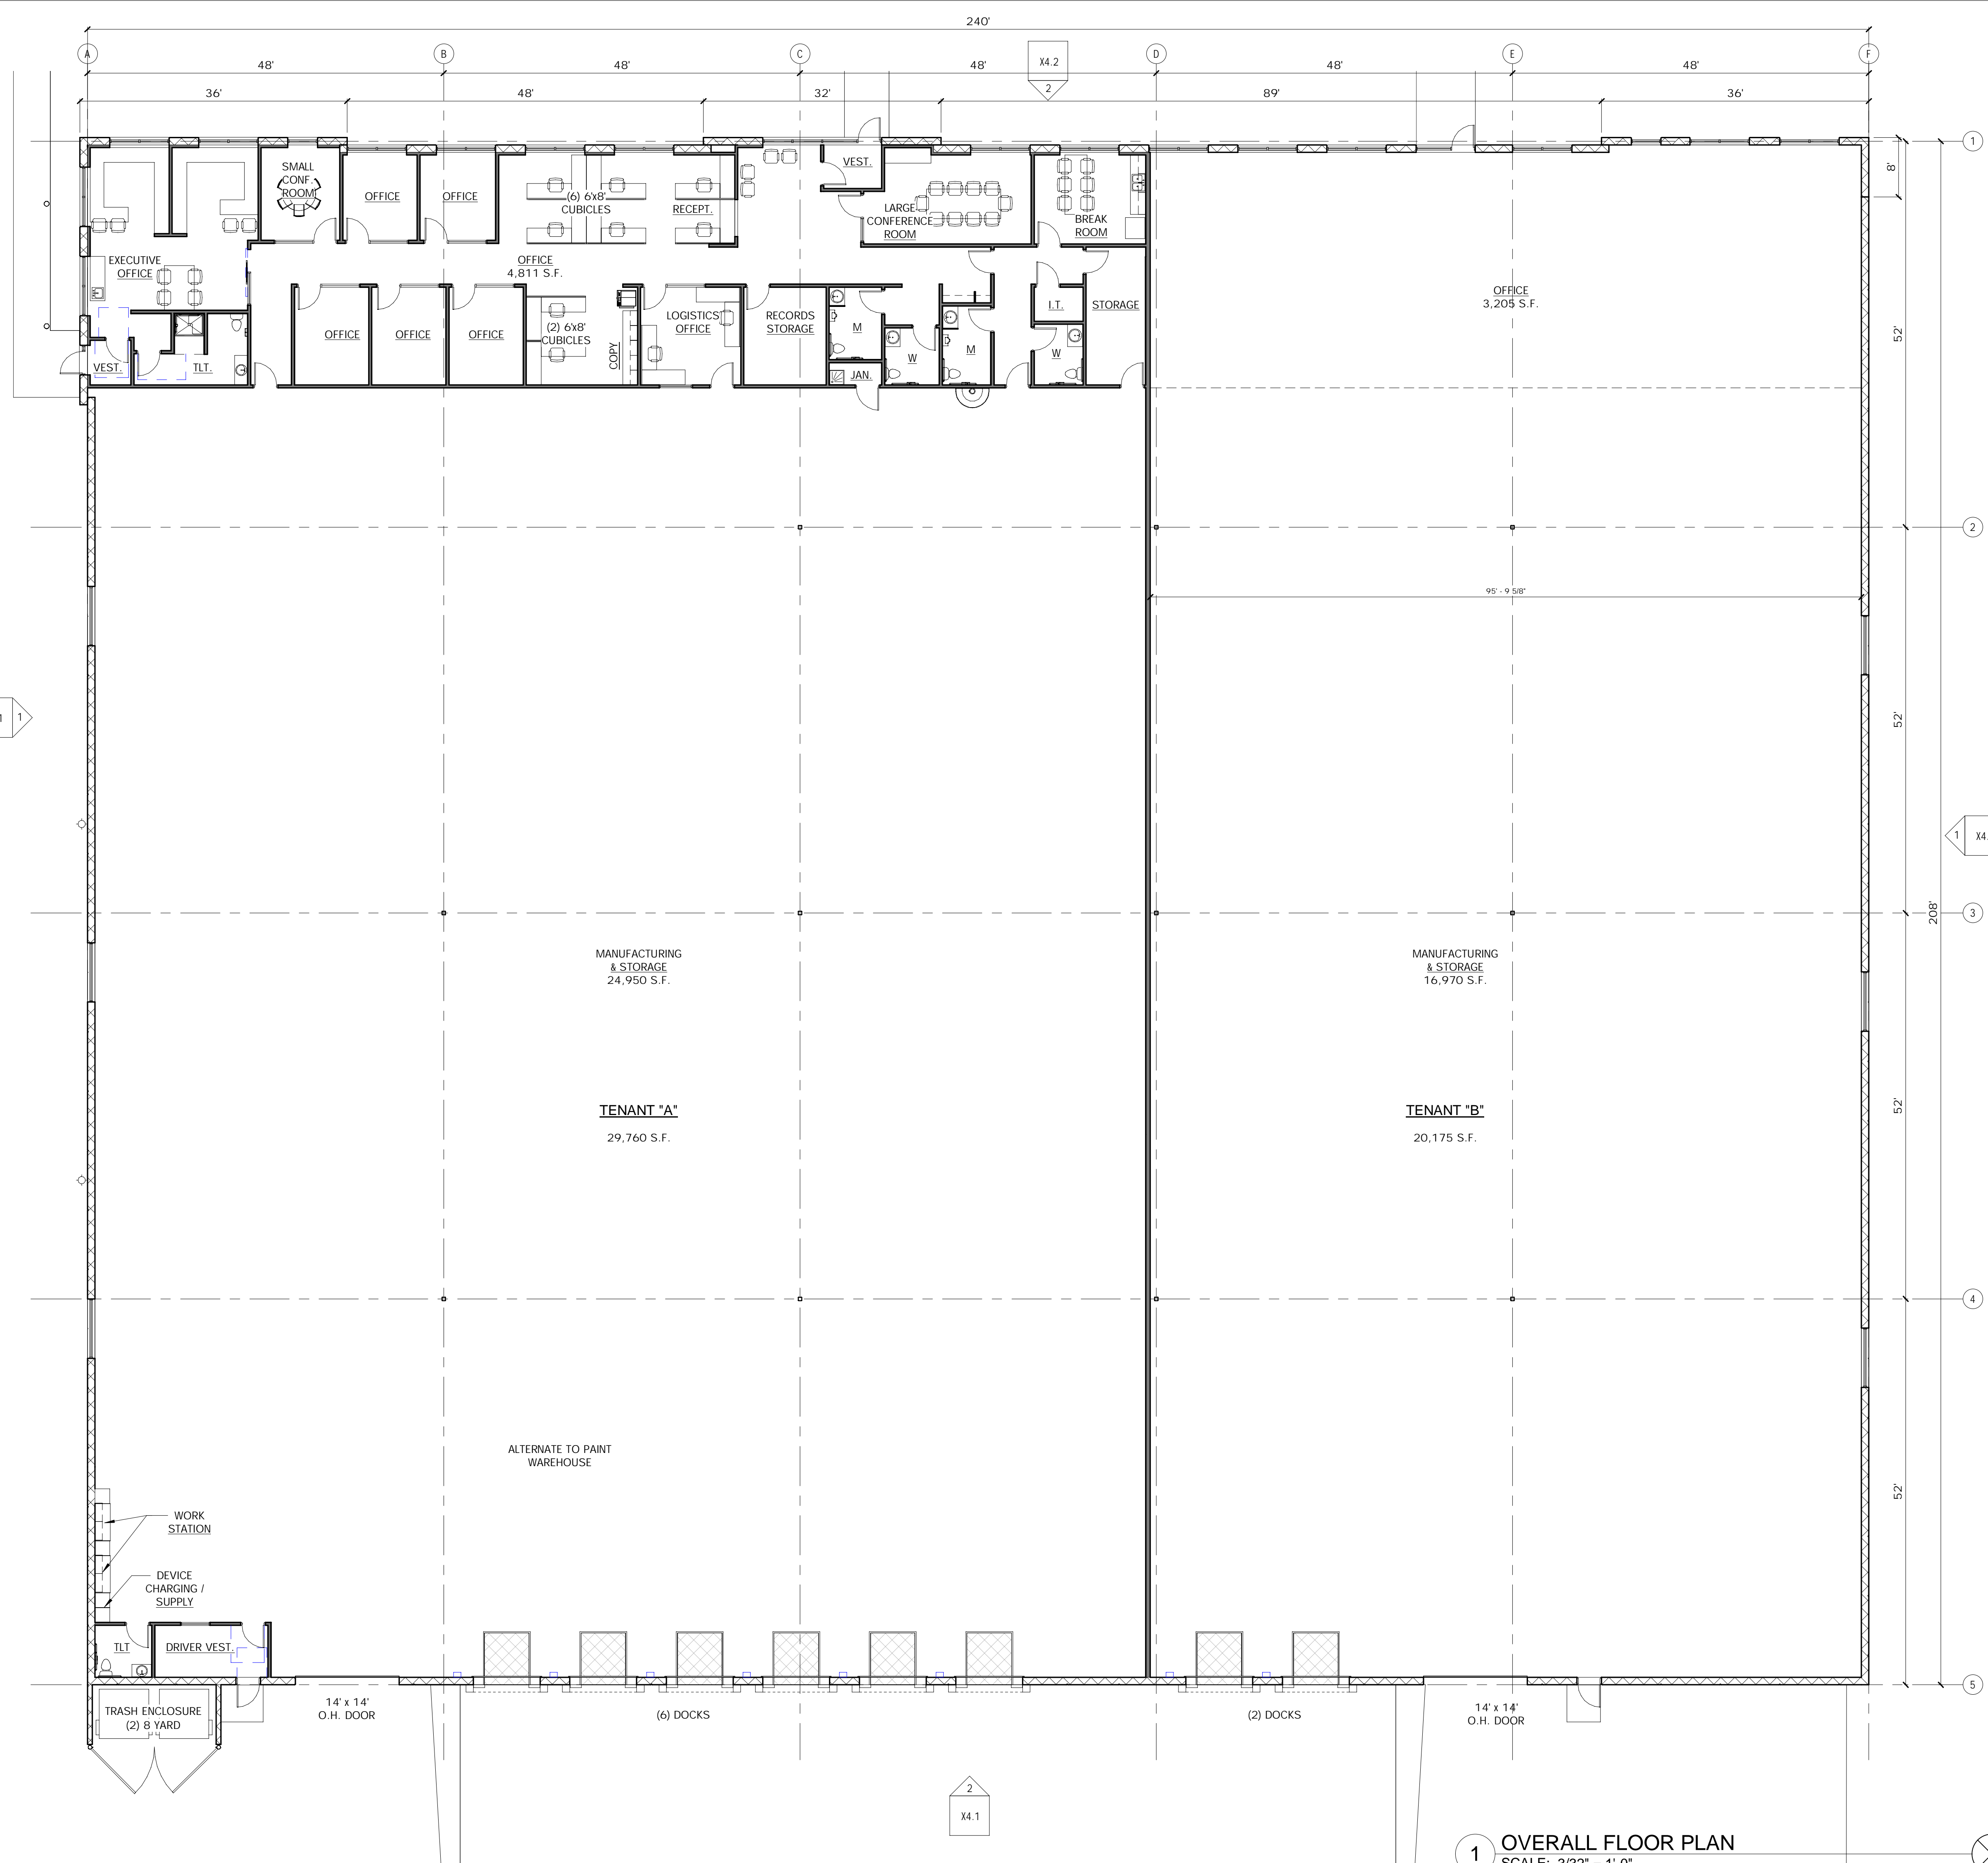 240'
A
B
C
D
E
F
X4.2
2
48'
48'
48'
48'
48'
36'
48'
32'
89'
36'
1
8'
SMALL
CONF.
ROOM
OFFICE
OFFICE
(6) 6'x8'
CUBICLES
RECEPT.
VEST.
LARGE
CONFERENCE
ROOM
BREAK
ROOM
EXECUTIVE
OFFICE
OFFICE
4,811 S.F.
OFFICE
3,205 S.F.
OFFICE
OFFICE
OFFICE
(2) 6'x8'
CUBICLES
COPY
LOGISTICS
OFFICE
RECORDS
STORAGE
M
W
M
I.T.
W
STORAGE
JAN.
VEST.
TLT.
52'
2
95' - 9 5/8"
1
52'
1
208'
3
MANUFACTURING
& STORAGE
24,950 S.F.
MANUFACTURING
& STORAGE
16,970 S.F.
TENANT "A"
29,760 S.F.
TENANT "B"
20,175 S.F.
52'
4
ALTERNATE TO PAINT
WAREHOUSE
52'
WORK
STATION
DEVICE
CHARGING /
SUPPLY
TLT
DRIVER VEST.
5
TRASH ENCLOSURE
(2) 8 YARD
14' x 14'
O.H. DOOR
(6) DOCKS
(2) DOCKS
14' x 14'
O.H. DOOR
2
X4.1
1
OVERALL FLOOR PLAN